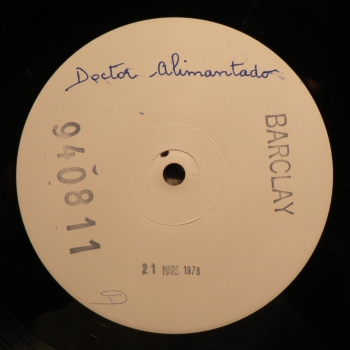 Doctor Alimantado
940811
BARCLAY
21 MARS 1978